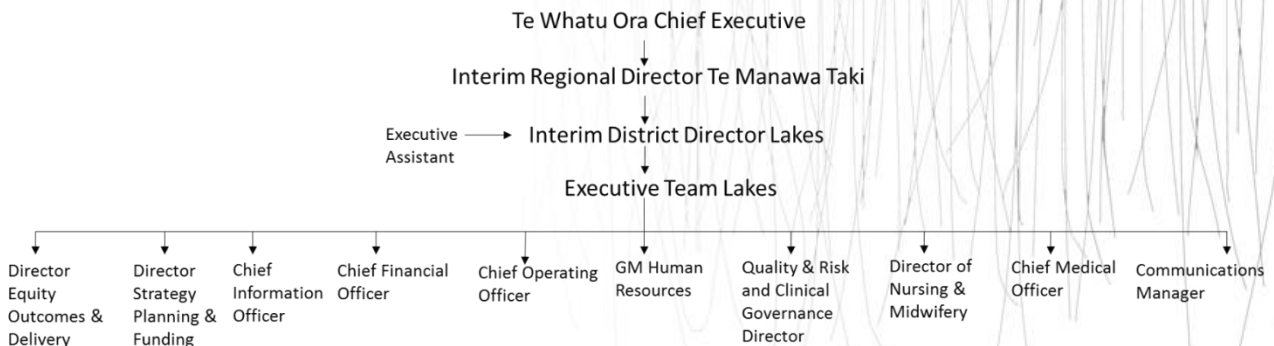 Te Whatu Ora Chief Executive
Interim Regional Director Te Manawa Taki
Executive
Assistant
Interim District Director Lakes
Executive Team Lakes
Director
Equity
Outcomes &
Delivery
Director
Strategy
Planning &
Funding
Chief
Information
Officer
Chief Financial
Officer
Chief Operating
Officer
GM Human
Resources
Quality & Risk
and Clinical
Governance
Director
Director of
Nursing &
Midwifery
Chief Medical
Officer
Communications
Manager